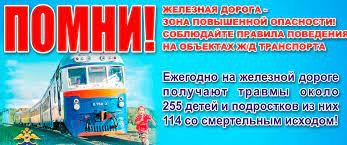 ПОМНИ!
ЖЕЛЕЗНАЯ ДОРОГА -
ЗОНА ПОВЫШЕННОЙ ОПАСНОСТИ!
СОБЛЮДАЙТЕ ПРАВИЛА ПОВЕДЕНИЯ
НА ОБЪЕКТАХ Ж/Д ТРАНСПОРТА
Ежегодно на железной дороге
получают травмы около
255 детей и подростков из них
114 со смертельным исходом!